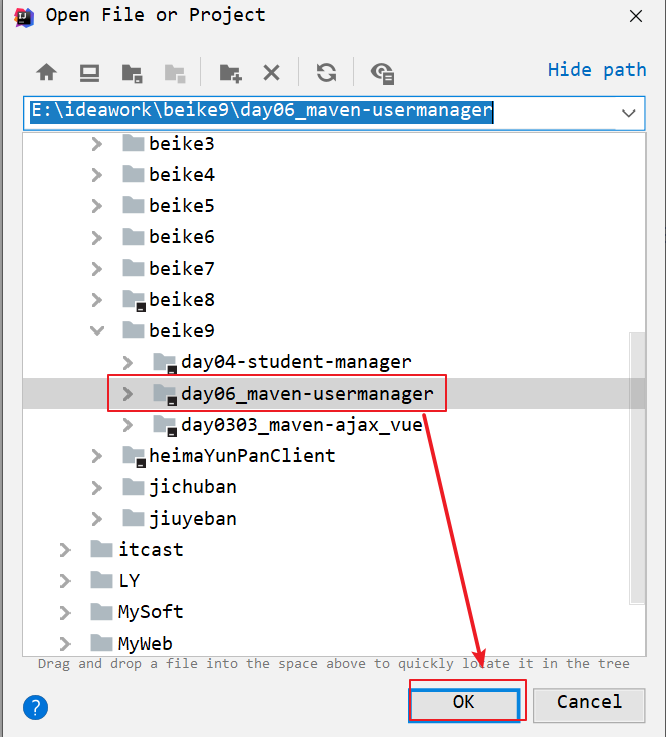 Open File or Project
Hide path
E:\ideawork\beike9\day06_maven-usermanager
beike3
beike4
beike5
beike6
beike7
beike8
beike9
day04-student-manager
day06_maven-usermanager
day0303_maven-ajax_vue
heimaYunPanClient
jichuban
jiuyeban
itcast
LY
MySoft
MyWeb
Drag and drop a file into the space above to quickly locate it in the tree
?
OK
Cancel